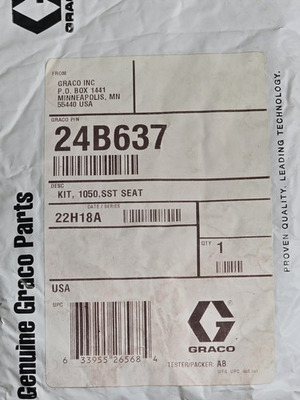 GRACO
FROM
GRACO INC
P.O. BOX 1441
MINNEAPOLIS, MN
55440 USA
GRACO P/N
24B637
DESC
KIT, 1050,SST SEAT
DATE / SERIES
22H18A
QTY
1
USA
UPC
6 33955 26568 4
GRACO
TESTER/PACKER: AB
Genuine Graco Parts
PROVEN QUALITY. LEADING TECHNOLOGY.